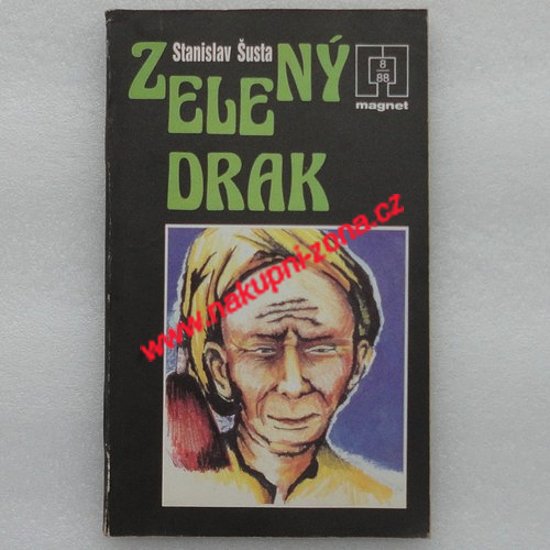 Stanislav Šusta
ZELENÝ
DRAK
8
88
magnet
www.nakupni-zona.cz